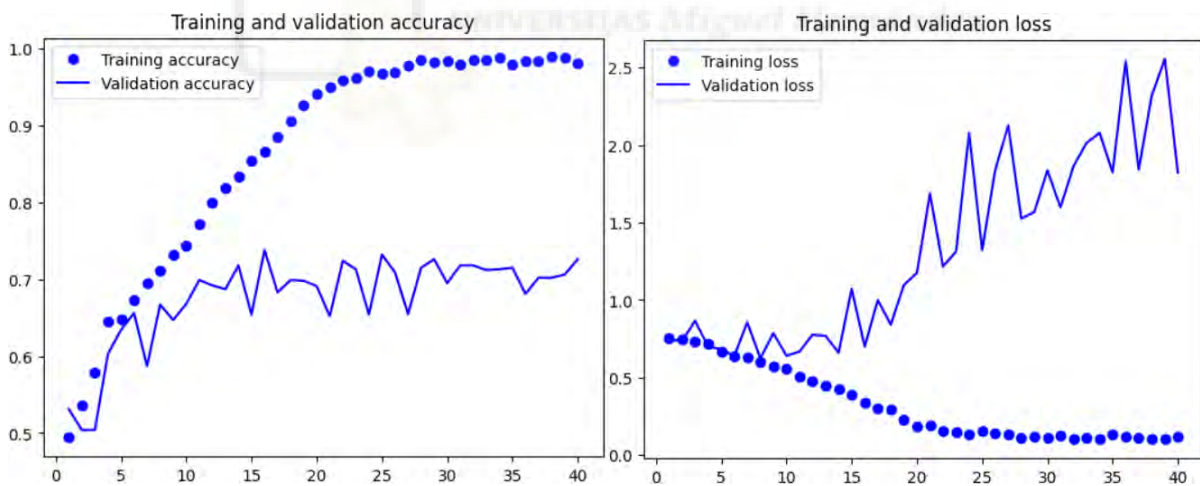 UNIVERSITAS Miguel Hernández
Training and validation accuracy
Training accuracy
Validation accuracy
1.0
0.9
0.8
0.7
0.6
0.5
0 5 10 15 20 25 30 35 40
Training and validation loss
Training loss
Validation loss
2.5
2.0
1.5
1.0
0.5
0.0
0 5 10 15 20 25 30 35 40